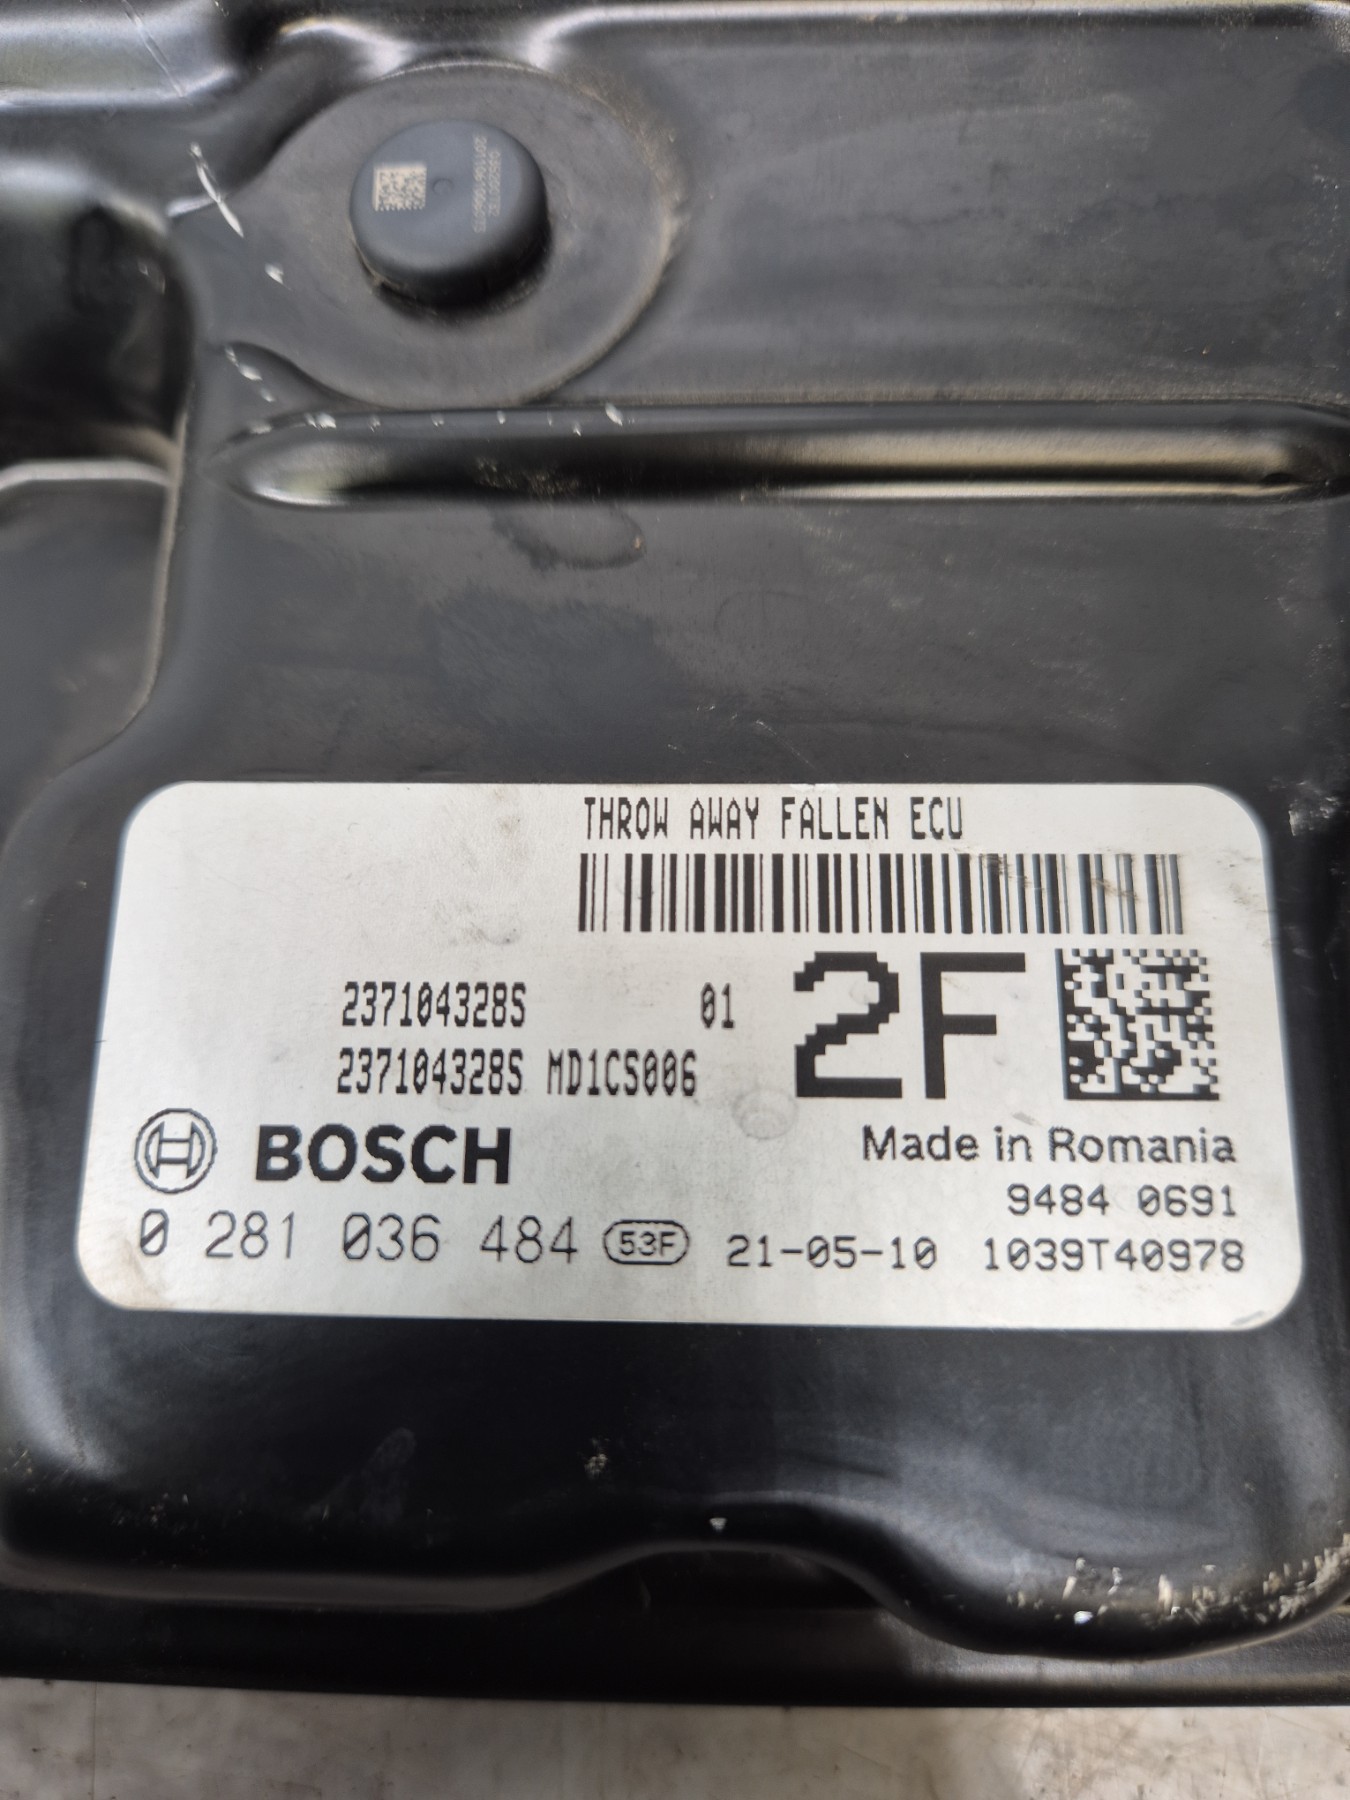 THROW AWAY FALLEN ECU
237104328S 01
237104328S MD1CS006
2F
BOSCH
Made in Romania
9484 0691
0 281 036 484 53F 21-05-10 1039T40978